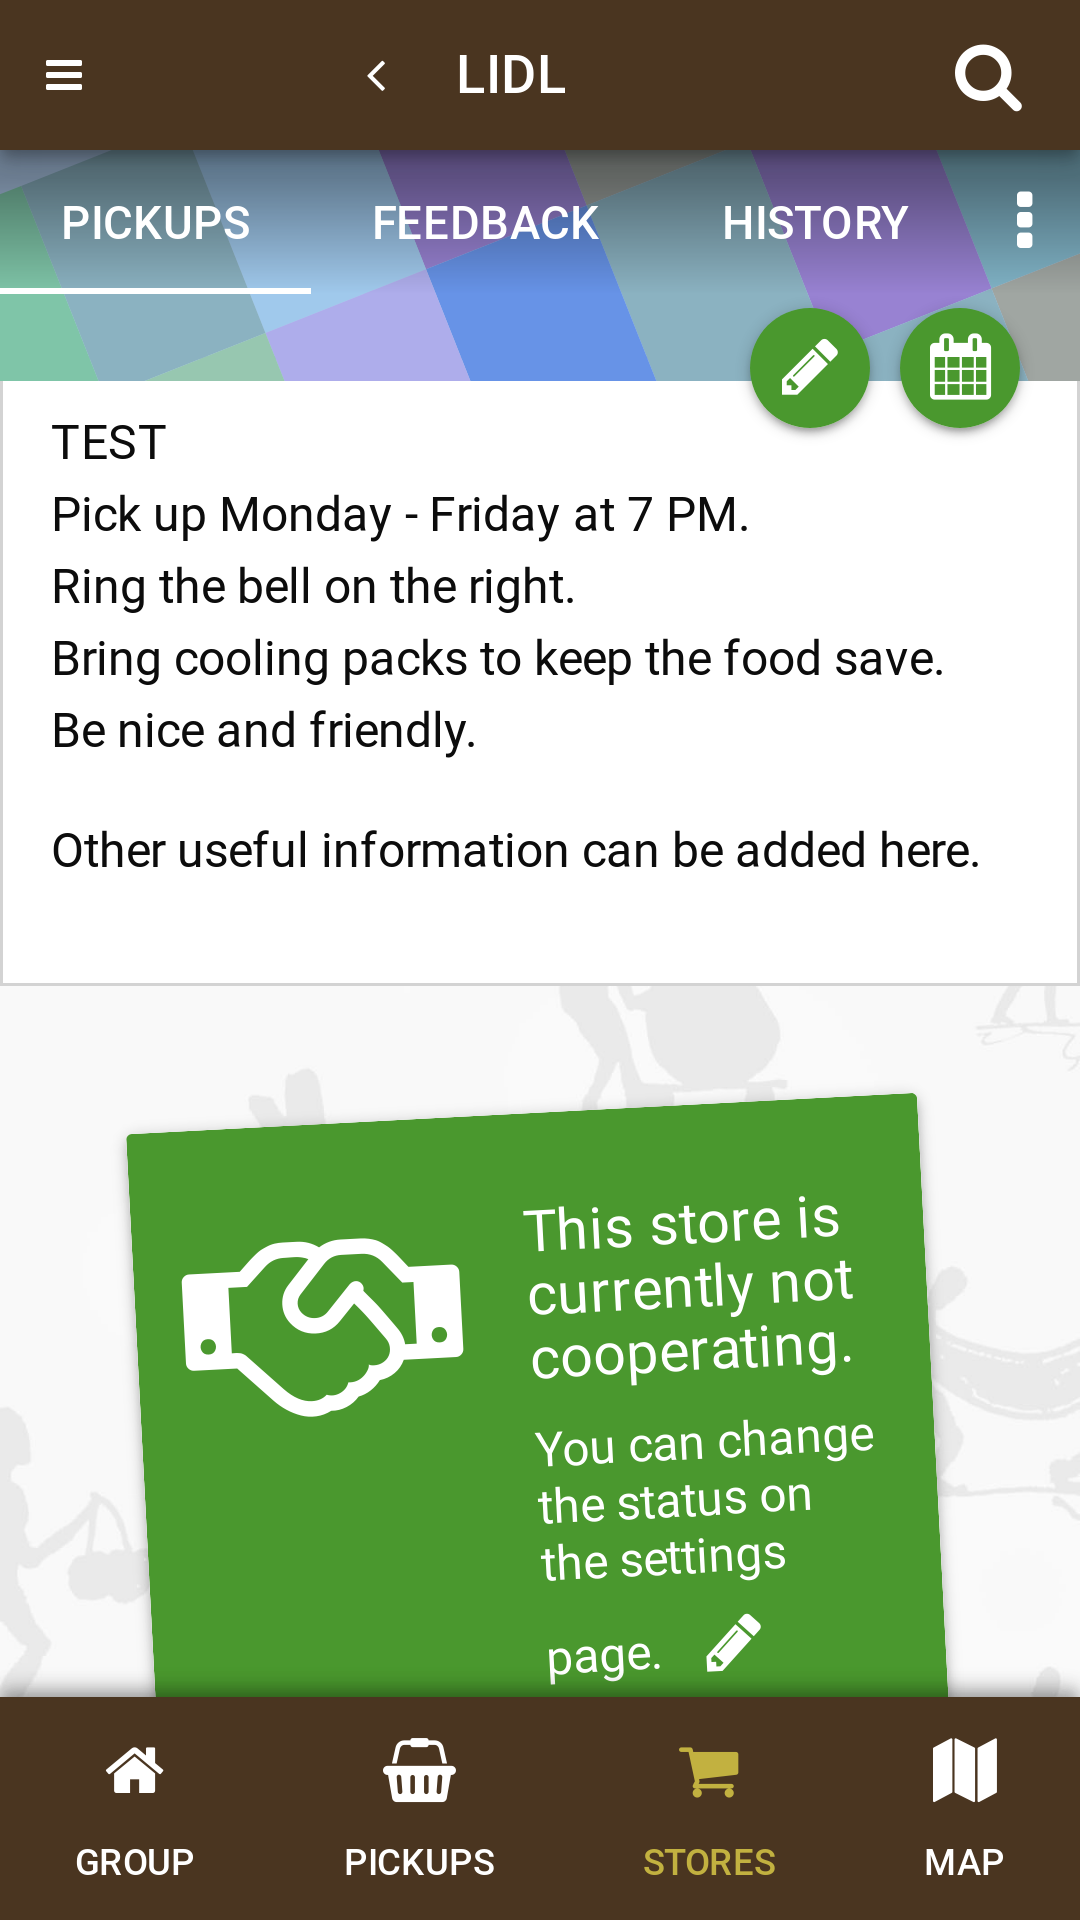 LIDL
PICKUPS FEEDBACK HISTORY
TEST
Pick up Monday - Friday at 7 PM.
Ring the bell on the right.
Bring cooling packs to keep the food save.
Be nice and friendly.
Other useful information can be added here.
This store is
currently not
cooperating.
You can change
the status on
the settings
page.
GROUP PICKUPS STORES MAP